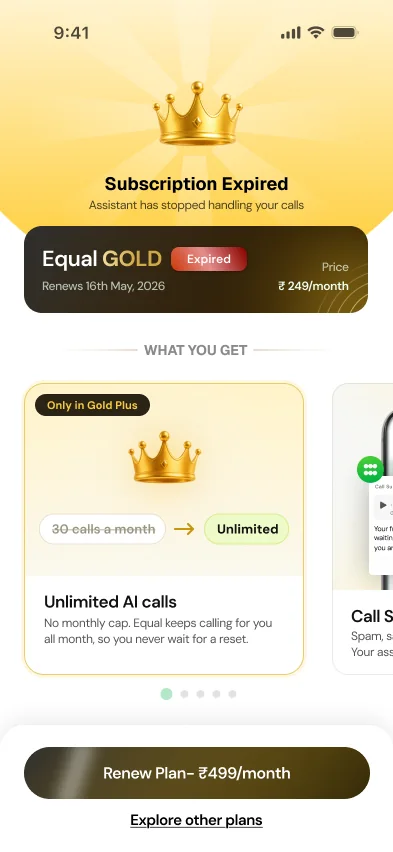 9:41
Subscription Expired
Assistant has stopped handling your calls
Equal GOLD Expired
Price
Renews 16th May, 2026
₹ 249/month
WHAT YOU GET
Only in Gold Plus
30 calls a month
Unlimited
Unlimited AI calls
No monthly cap. Equal keeps calling for you
all month, so you never wait for a reset.
Call S
Spam, s
Your ass
Renew Plan- ₹499/month
Explore other plans